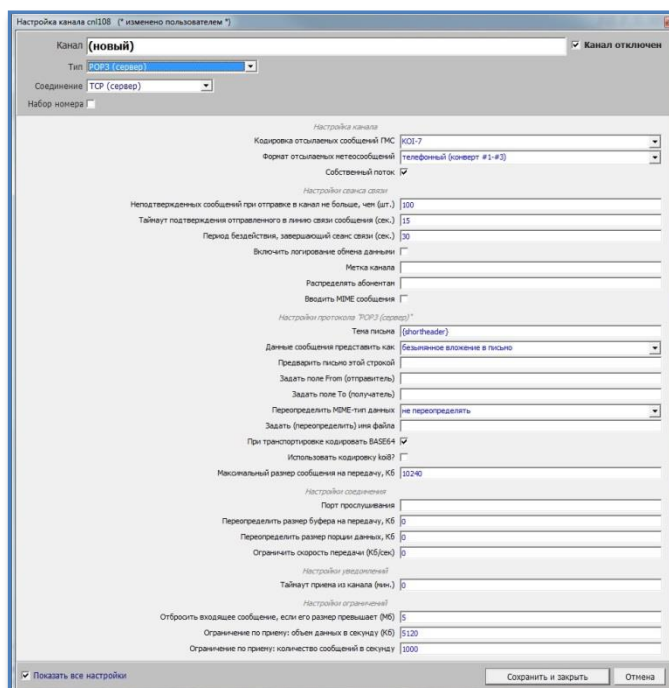 Настройка канала cnl108 (* изменено пользователем *)
Канал (новый) Канал отключен
Тип POP3 (сервер)
Соединение TCP (сервер)
Набор номера
Настройка канала
Кодировка отсылаемых сообщений ГМС KOI-7
Формат отсылаемых метеосообщений телефонный (конверт #1-#3)
Собственный поток
Настройки сеанса связи
Неподтвержденных сообщений при отправке в канал не больше, чем (шт.) 100
Таймаут подтверждения отправленного в линию связи сообщения (сек.) 15
Период бездействия, завершающий сеанс связи (сек.) 30
Включить логирование обмена данными
Метка канала
Распределять абонентам
Вводить MIME сообщения
Настройки протокола "POP3 (сервер)"
Тема письма {shortheader}
Данные сообщения представить как безымянное вложение в письмо
Предварить письмо этой строкой
Задать поле From (отправитель)
Задать поле To (получатель)
Переопределить MIME-тип данных не переопределять
Задать (переопределить) имя файла
При транспортировке кодировать BASE64
Использовать кодировку koi8?
Максимальный размер сообщения на передачу, Кб 10240
Настройки соединения
Порт прослушивания
Переопределить размер буфера на передачу, Кб 0
Переопределить размер порции данных, Кб 0
Ограничить скорость передачи (Кб/сек) 0
Настройки уведомлений
Таймаут приема из канала (мин.) 0
Настройки ограничений
Отбросить входящее сообщение, если его размер превышает (Мб) 5
Ограничение по приему: объем данных в секунду (Кб) 5120
Ограничение по приему: количество сообщений в секунду 1000
Показать все настройки Сохранить и закрыть Отмена